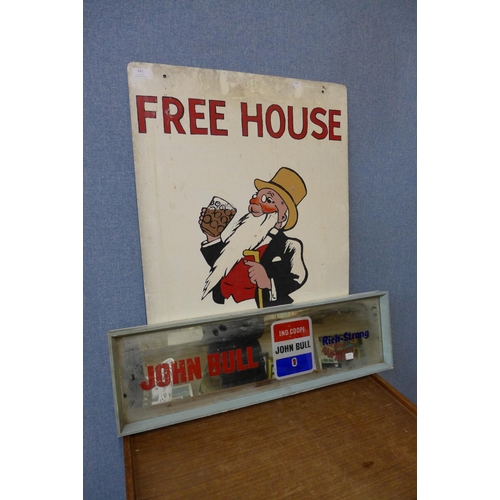 FREE HOUSE
JOHN BULL
IND COOPE
JOHN BULL
Rich-Strong